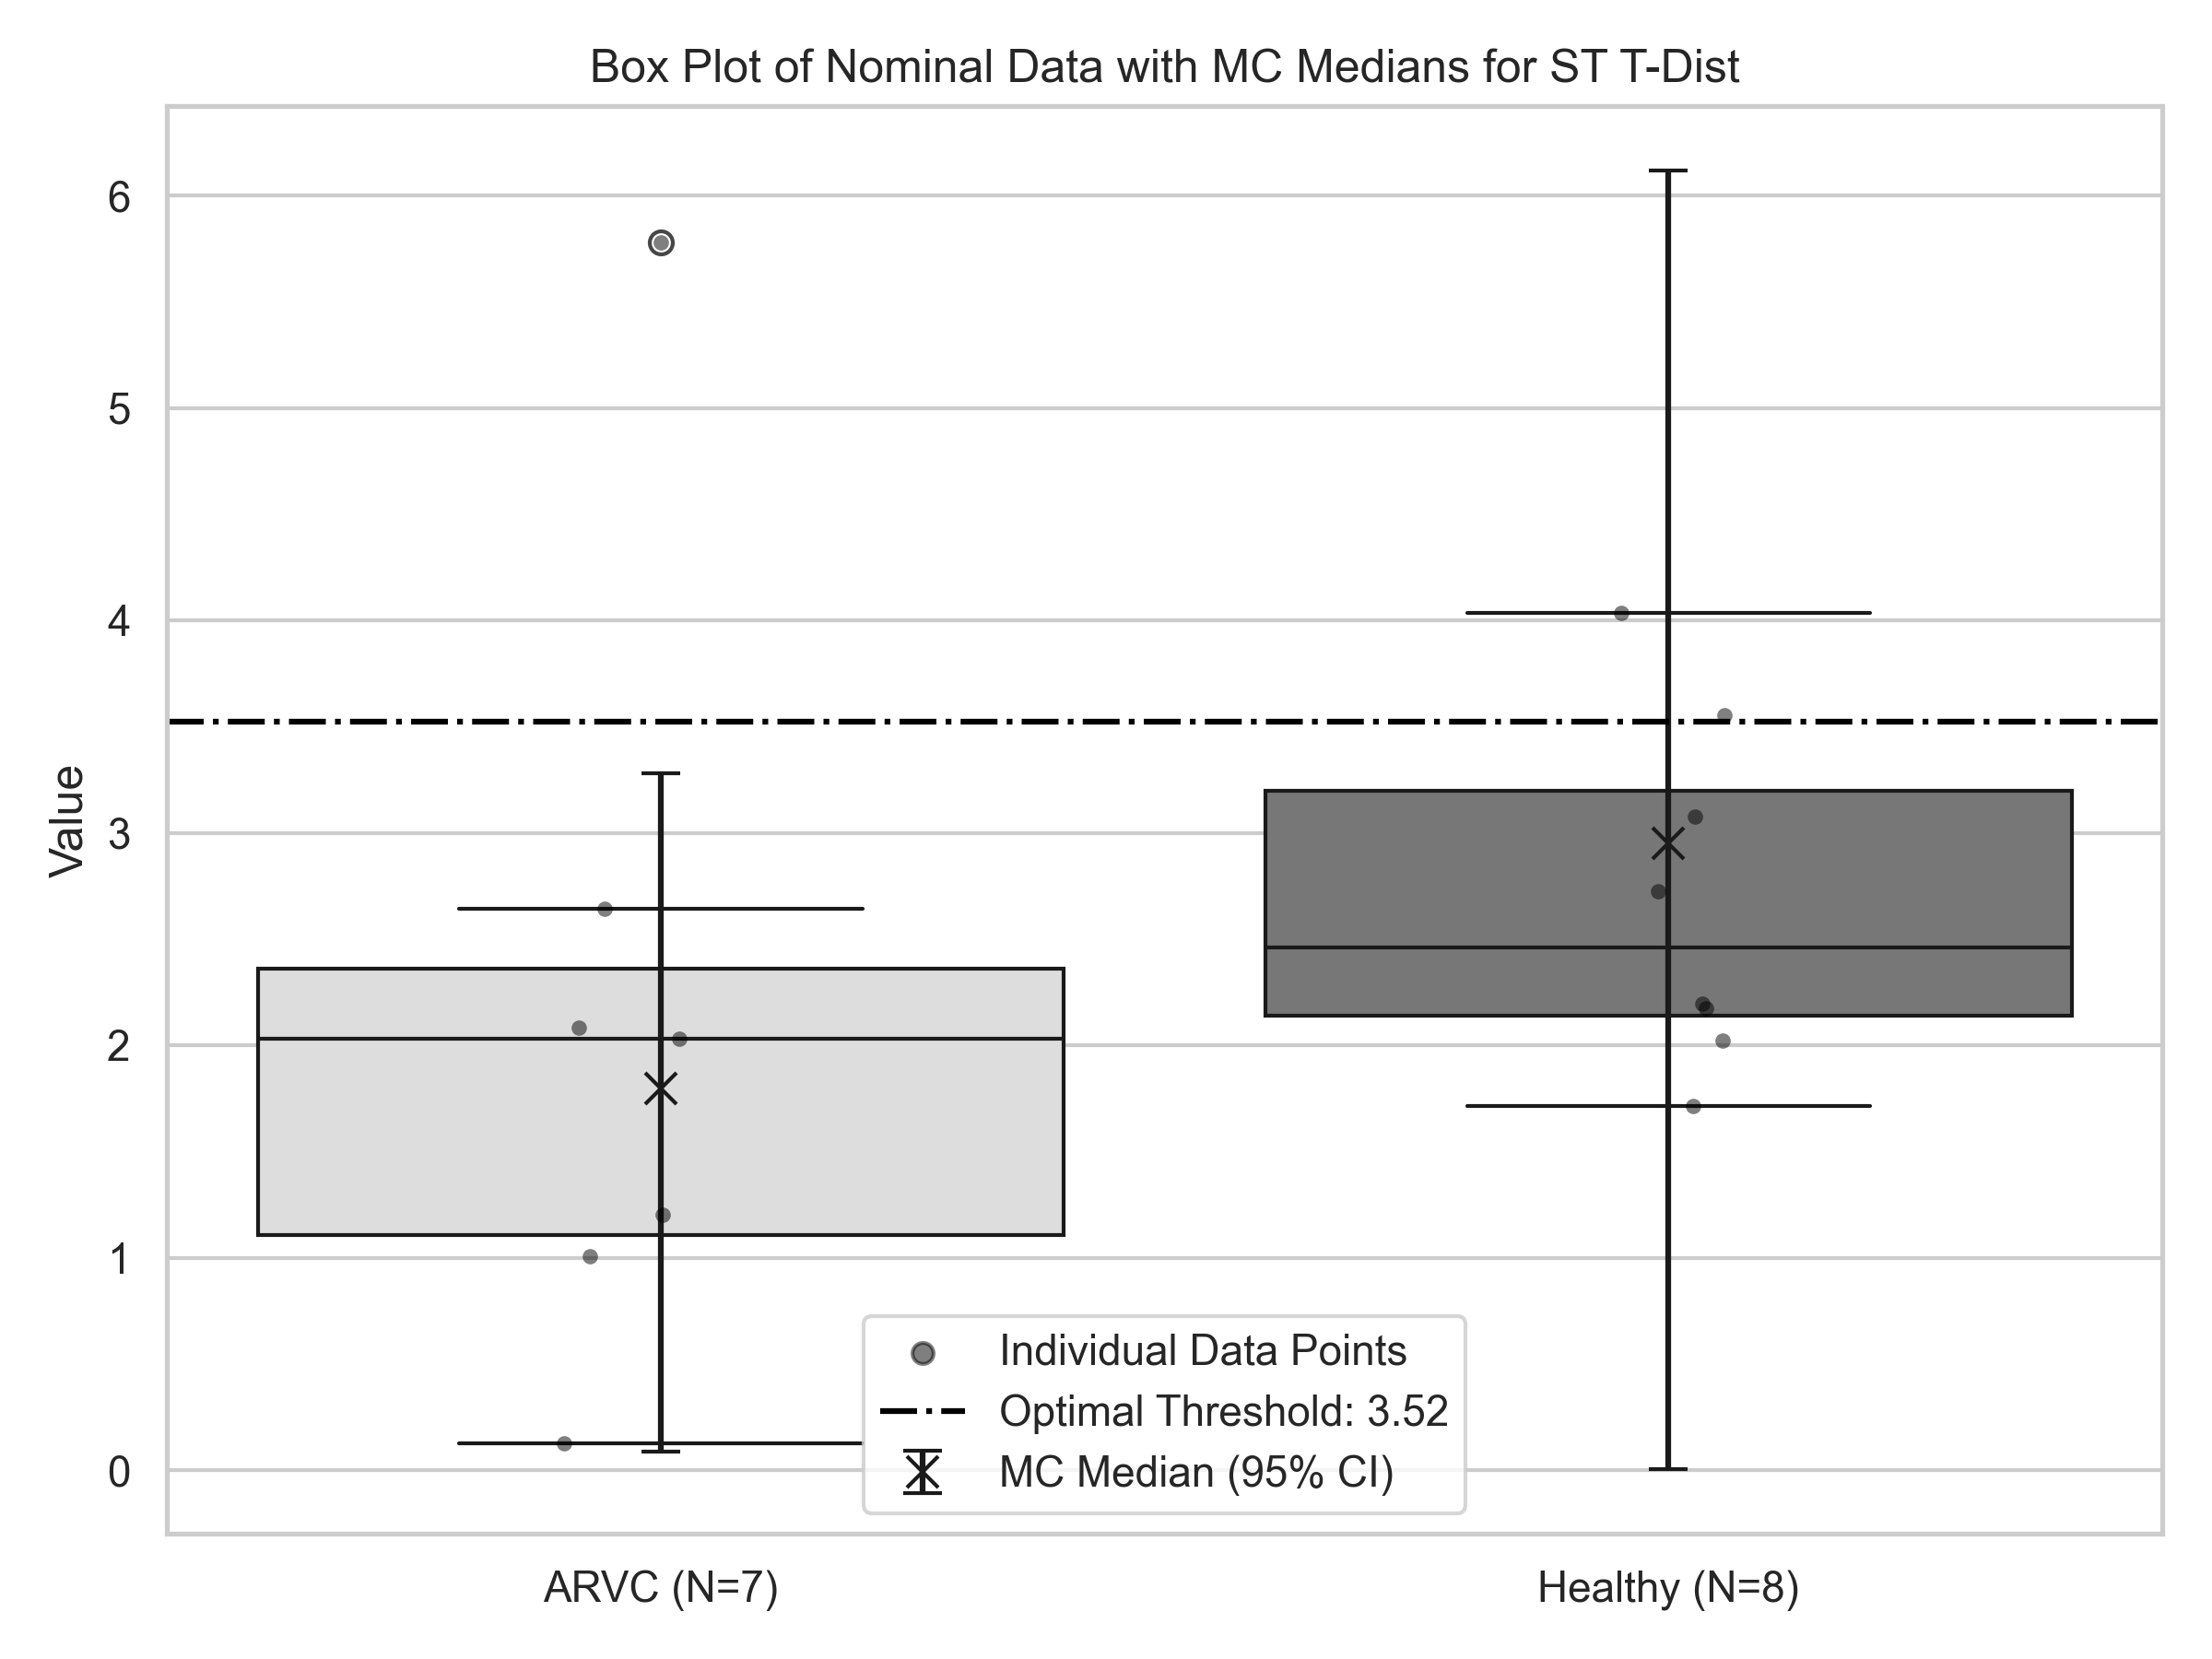 Box Plot of Nominal Data with MC Medians for ST T-Dist
Value
6
5
4
3
2
1
0
Individual Data Points
Optimal Threshold: 3.52
MC Median (95% CI)
ARVC (N=7)
Healthy (N=8)